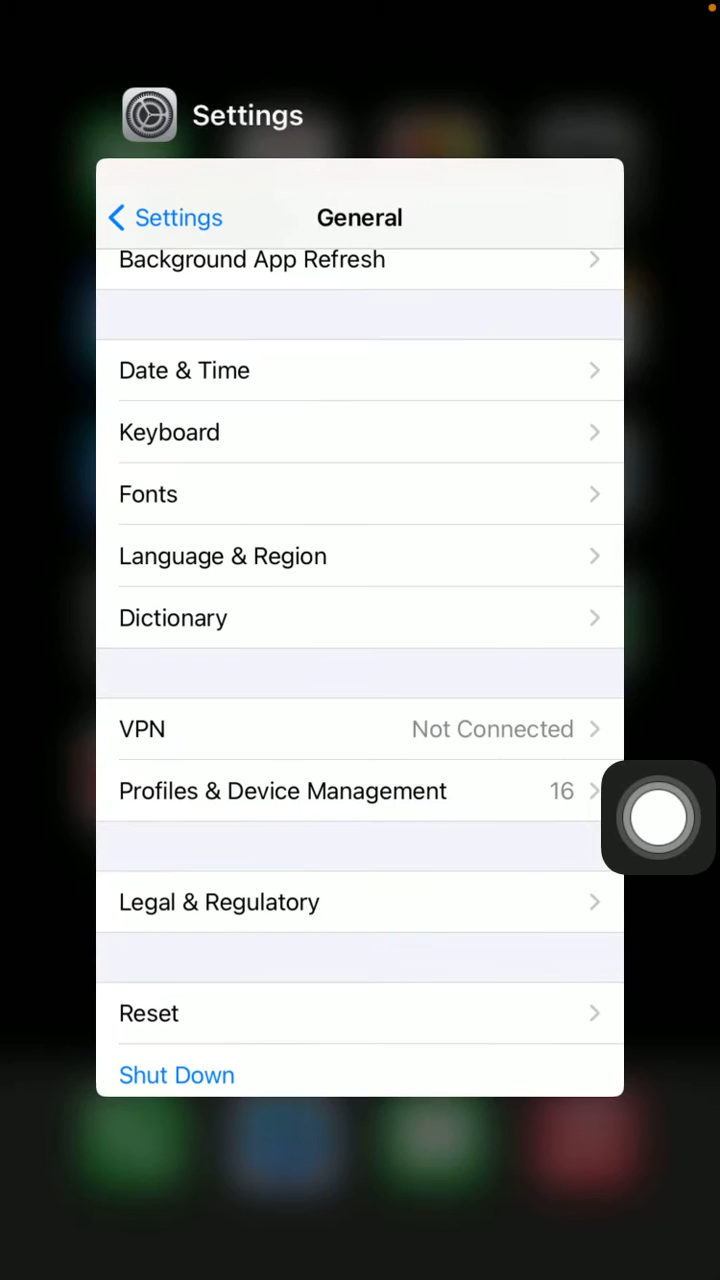 Settings
Settings
General
Background App Refresh
Date & Time
Keyboard
Fonts
Language & Region
Dictionary
VPN Not Connected
Profiles & Device Management 16
Legal & Regulatory
Reset
Shut Down